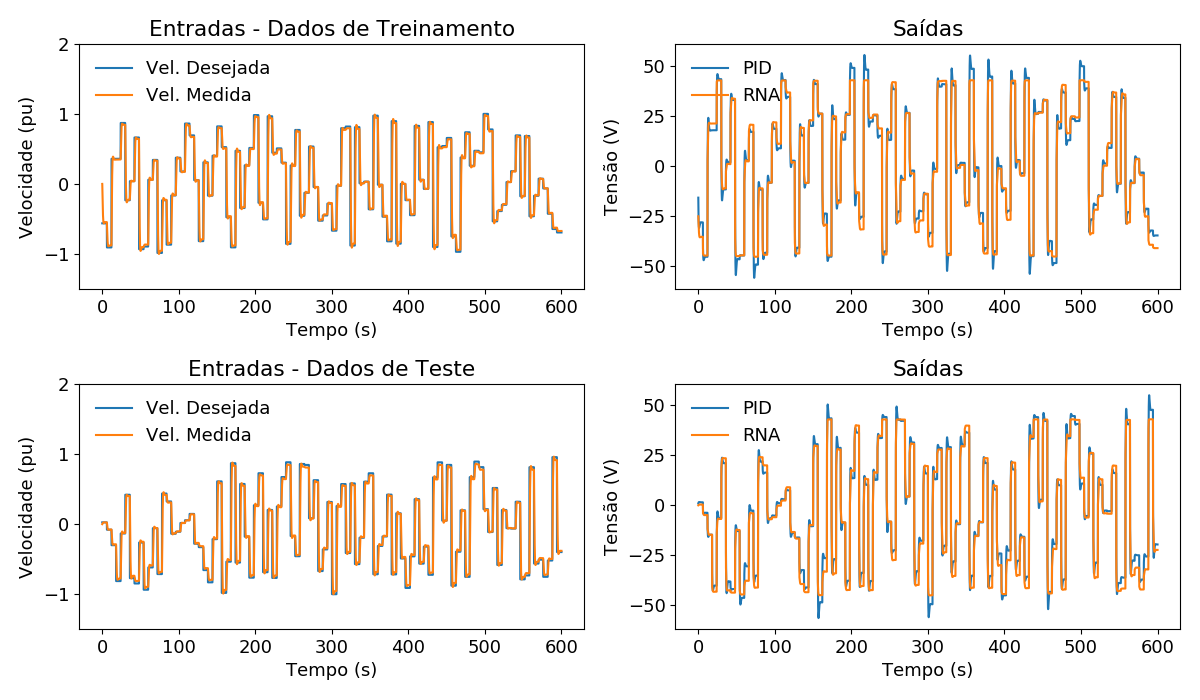 Entradas - Dados de Treinamento
Vel. Desejada
Vel. Medida
Velocidade (pu)
2
1
0
−1
0 100 200 300 400 500 600
Tempo (s)
Saídas
PID
RNA
Tensão (V)
50
25
0
−25
−50
0 100 200 300 400 500 600
Tempo (s)
Entradas - Dados de Teste
Vel. Desejada
Vel. Medida
Velocidade (pu)
2
1
0
−1
0 100 200 300 400 500 600
Tempo (s)
Saídas
PID
RNA
Tensão (V)
50
25
0
−25
−50
0 100 200 300 400 500 600
Tempo (s)